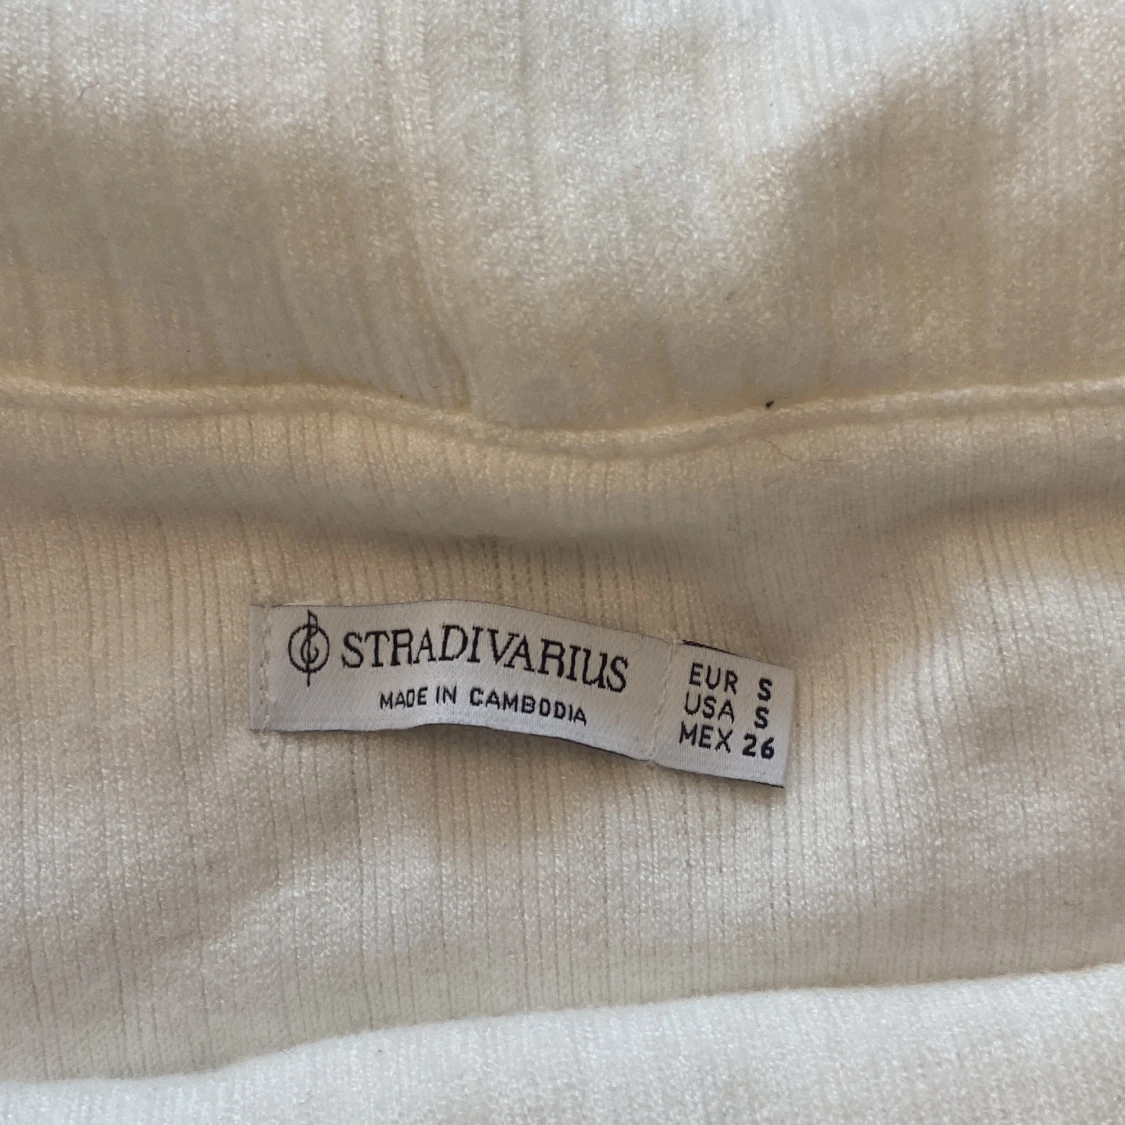 STRADIVARIUS
MADE IN CAMBODIA
EUR S
USA S
MEX 26